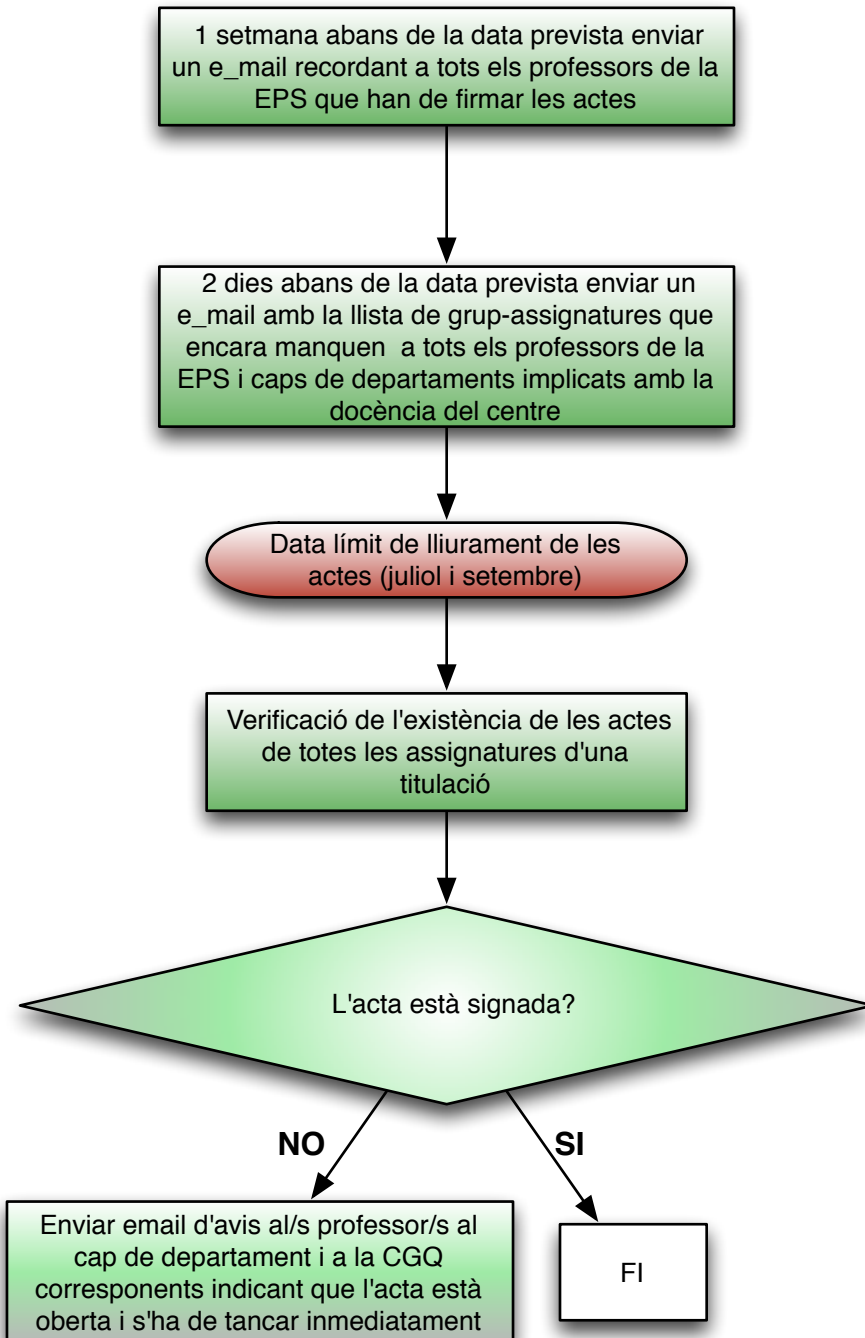 1 setmana abans de la data prevista enviar
un e_mail recordant a tots els professors de la
EPS que han de firmar les actes
2 dies abans de la data prevista enviar un
e_mail amb la llista de grup-assignatures que
encara manquen a tots els professors de la
EPS i caps de departaments implicats amb la
docència del centre
Data límit de lliurament de les
actes (juliol i setembre)
Verificació de l'existència de les actes
de totes les assignatures d'una
titulació
L'acta està signada?
NO
SI
Enviar email d'avis al/s professor/s al
cap de departament i a la CGQ
corresponents indicant que l'acta està
oberta i s'ha de tancar inmediatament
FI